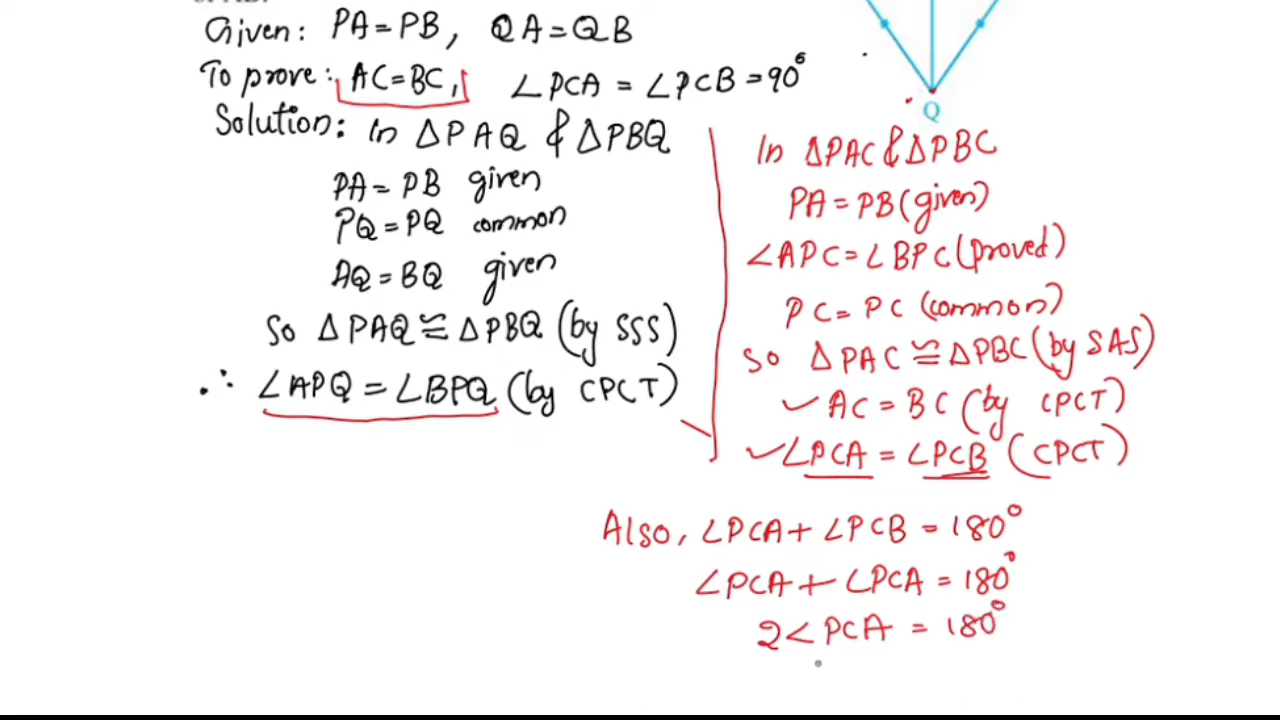 Given: PA = PB, QA = QB
To prove: AC = BC, ∠PCA = ∠PCB = 90°
Solution: In ΔPAQ & ΔPBQ
PA = PB given
PQ = PQ common
AQ = BQ given
So ΔPAQ ≅ ΔPBQ (by SSS)
∴ ∠APQ = ∠BPQ (by CPCT)
Q
In ΔPAC & ΔPBC
PA = PB (given)
∠APC = ∠BPC (proved)
PC = PC (common)
So ΔPAC ≅ ΔPBC (by SAS)
✓ AC = BC (by CPCT)
✓ ∠PCA = ∠PCB (CPCT)
Also, ∠PCA + ∠PCB = 180°
∠PCA + ∠PCA = 180°
2∠PCA = 180°